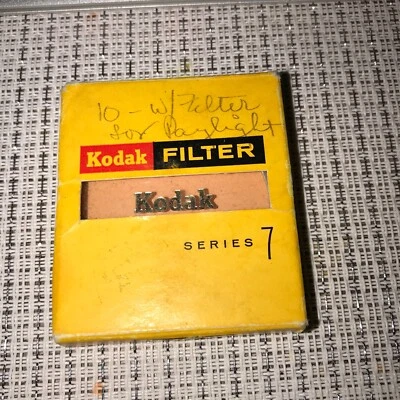 10 - W/Filter
for Daylight
Kodak FILTER
Kodak
SERIES 7